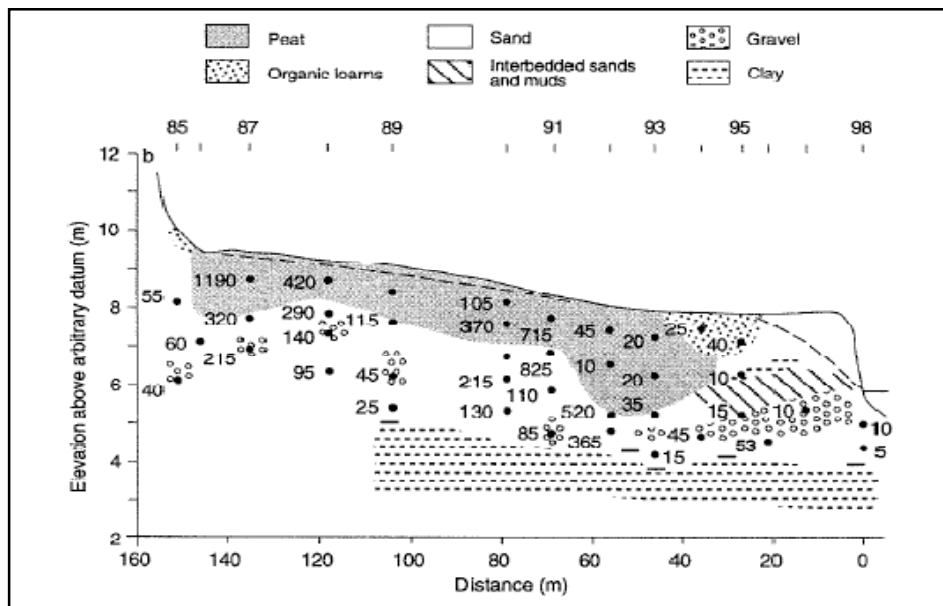 Peat Sand Gravel
Organic loams Interbedded sands and muds Clay
85 87 89 91 93 95 98
12
b
10
8
6
4
2
Elevation above arbitrary datum (m)
1190 420 105
55 320 290 115 370 715 45 20 25 40
60 215 140 825 10 20 10
40 95 45 215 110 35 15 10
25 130 85 520 365 15 45 53 10 5
160 140 120 100 80 60 40 20 0
Distance (m)